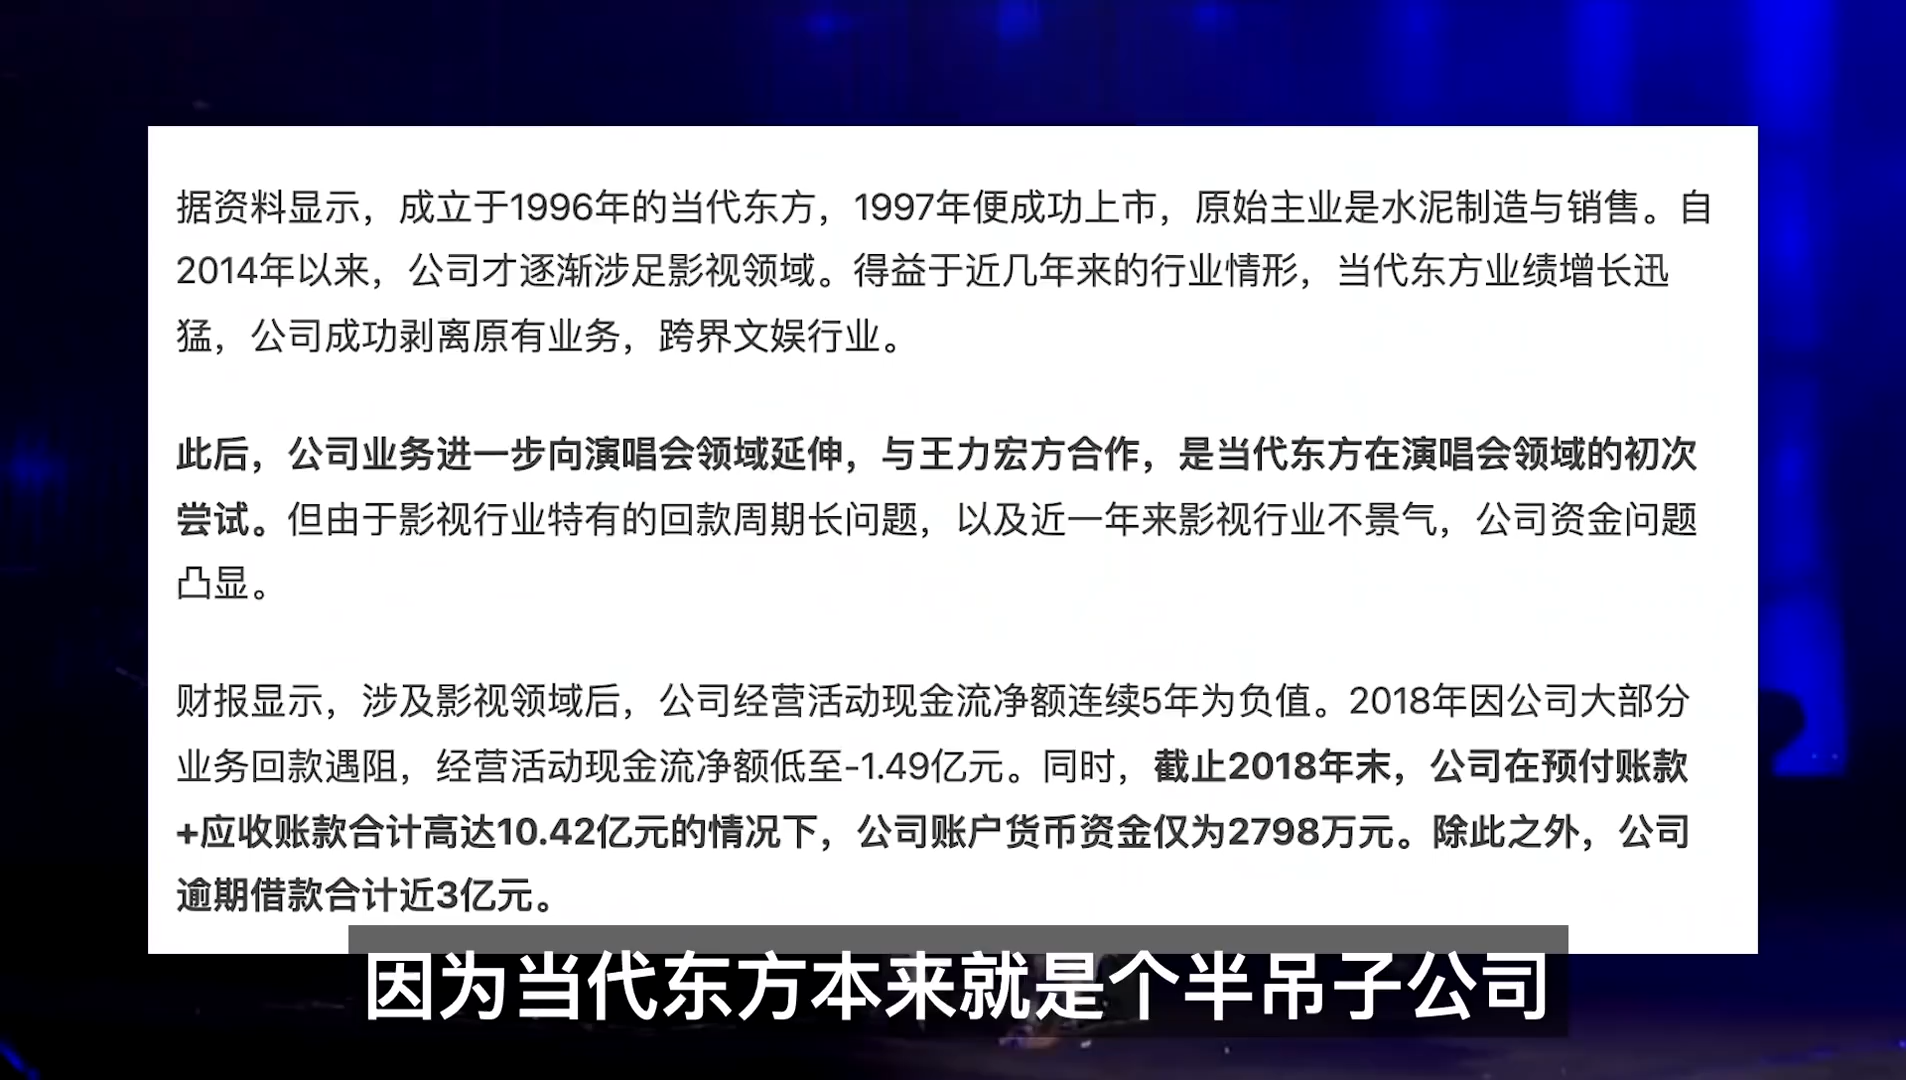 据资料显示，成立于1996年的当代东方，1997年便成功上市，原始主业是水泥制造与销售。自
2014年以来，公司才逐渐涉足影视领域。得益于近几年来的行业情形，当代东方业绩增长迅
猛，公司成功剥离原有业务，跨界文娱行业。
此后，公司业务进一步向演唱会领域延伸，与王力宏方合作，是当代东方在演唱会领域的初次
尝试。但由于影视行业特有的回款周期长问题，以及近一年来影视行业不景气，公司资金问题
凸显。
财报显示，涉及影视领域后，公司经营活动现金流净额连续5年为负值。2018年因公司大部分
业务回款遇阻，经营活动现金流净额低至-1.49亿元。同时，截止2018年末，公司在预付账款
+应收账款合计高达10.42亿元的情况下，公司账户货币资金仅为2798万元。除此之外，公司
逾期借款合计近3亿元。
因为当代东方本来就是个半吊子公司